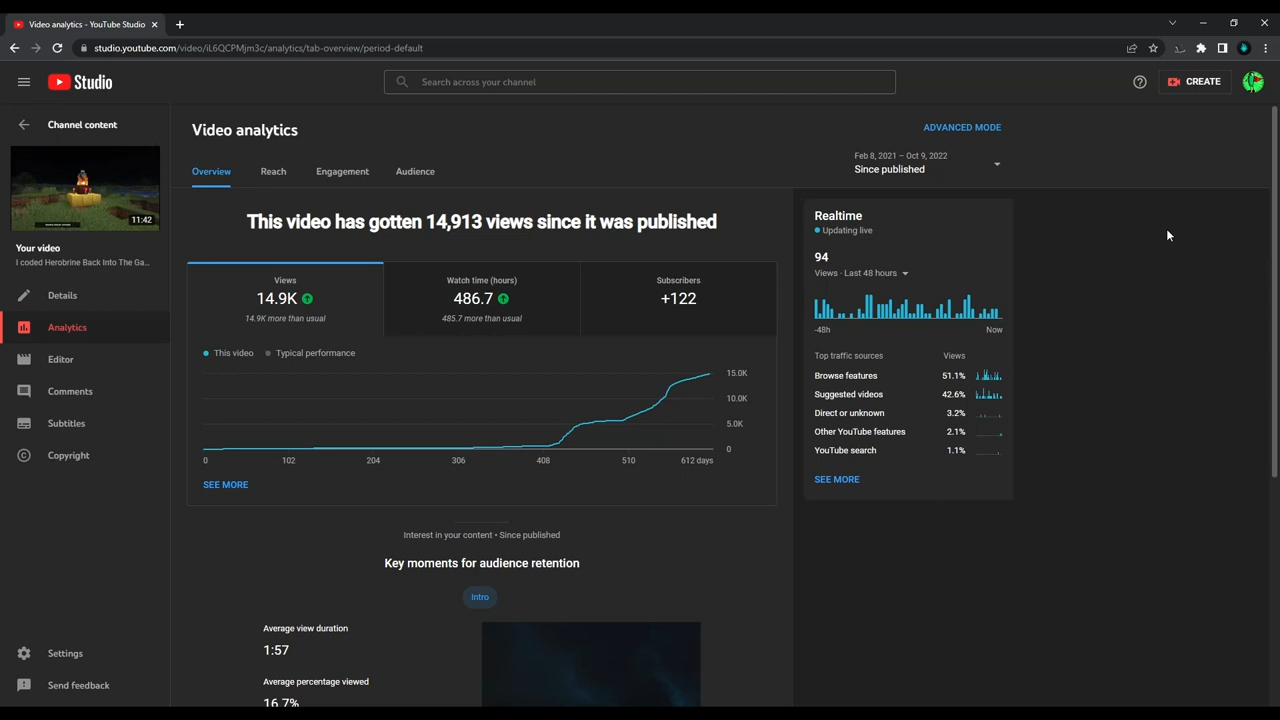 Video analytics - YouTube Studio
studio.youtube.com/video/iL6QCPMjm3c/analytics/tab-overview/period-default
Studio
Search across your channel
CREATE
Channel content
11:42
Your video
I coded Herobrine Back Into The Ga...
Details
Analytics
Editor
Comments
Subtitles
Copyright
Settings
Send feedback
Video analytics
ADVANCED MODE
Overview
Reach
Engagement
Audience
Feb 8, 2021 – Oct 9, 2022
Since published
This video has gotten 14,913 views since it was published
Views
14.9K
14.9K more than usual
Watch time (hours)
486.7
485.7 more than usual
Subscribers
+122
This video
Typical performance
15.0K
10.0K
5.0K
0
0 102 204 306 408 510 612 days
SEE MORE
Interest in your content • Since published
Key moments for audience retention
Intro
Average view duration
1:57
Average percentage viewed
16.7%
Realtime
Updating live
94
Views · Last 48 hours
-48h Now
Top traffic sources Views
Browse features 51.1%
Suggested videos 42.6%
Direct or unknown 3.2%
Other YouTube features 2.1%
YouTube search 1.1%
SEE MORE